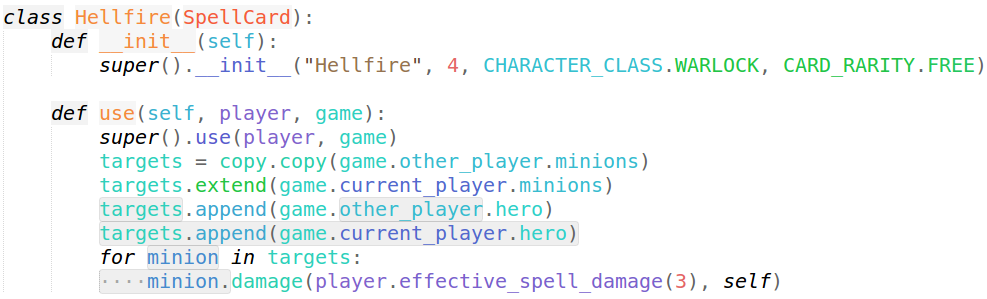 class Hellfire(SpellCard):
    def __init__(self):
        super().__init__("Hellfire", 4, CHARACTER_CLASS.WARLOCK, CARD_RARITY.FREE)

    def use(self, player, game):
        super().use(player, game)
        targets = copy.copy(game.other_player.minions)
        targets.extend(game.current_player.minions)
        targets.append(game.other_player.hero)
        targets.append(game.current_player.hero)
        for minion in targets:
        ····minion.damage(player.effective_spell_damage(3), self)